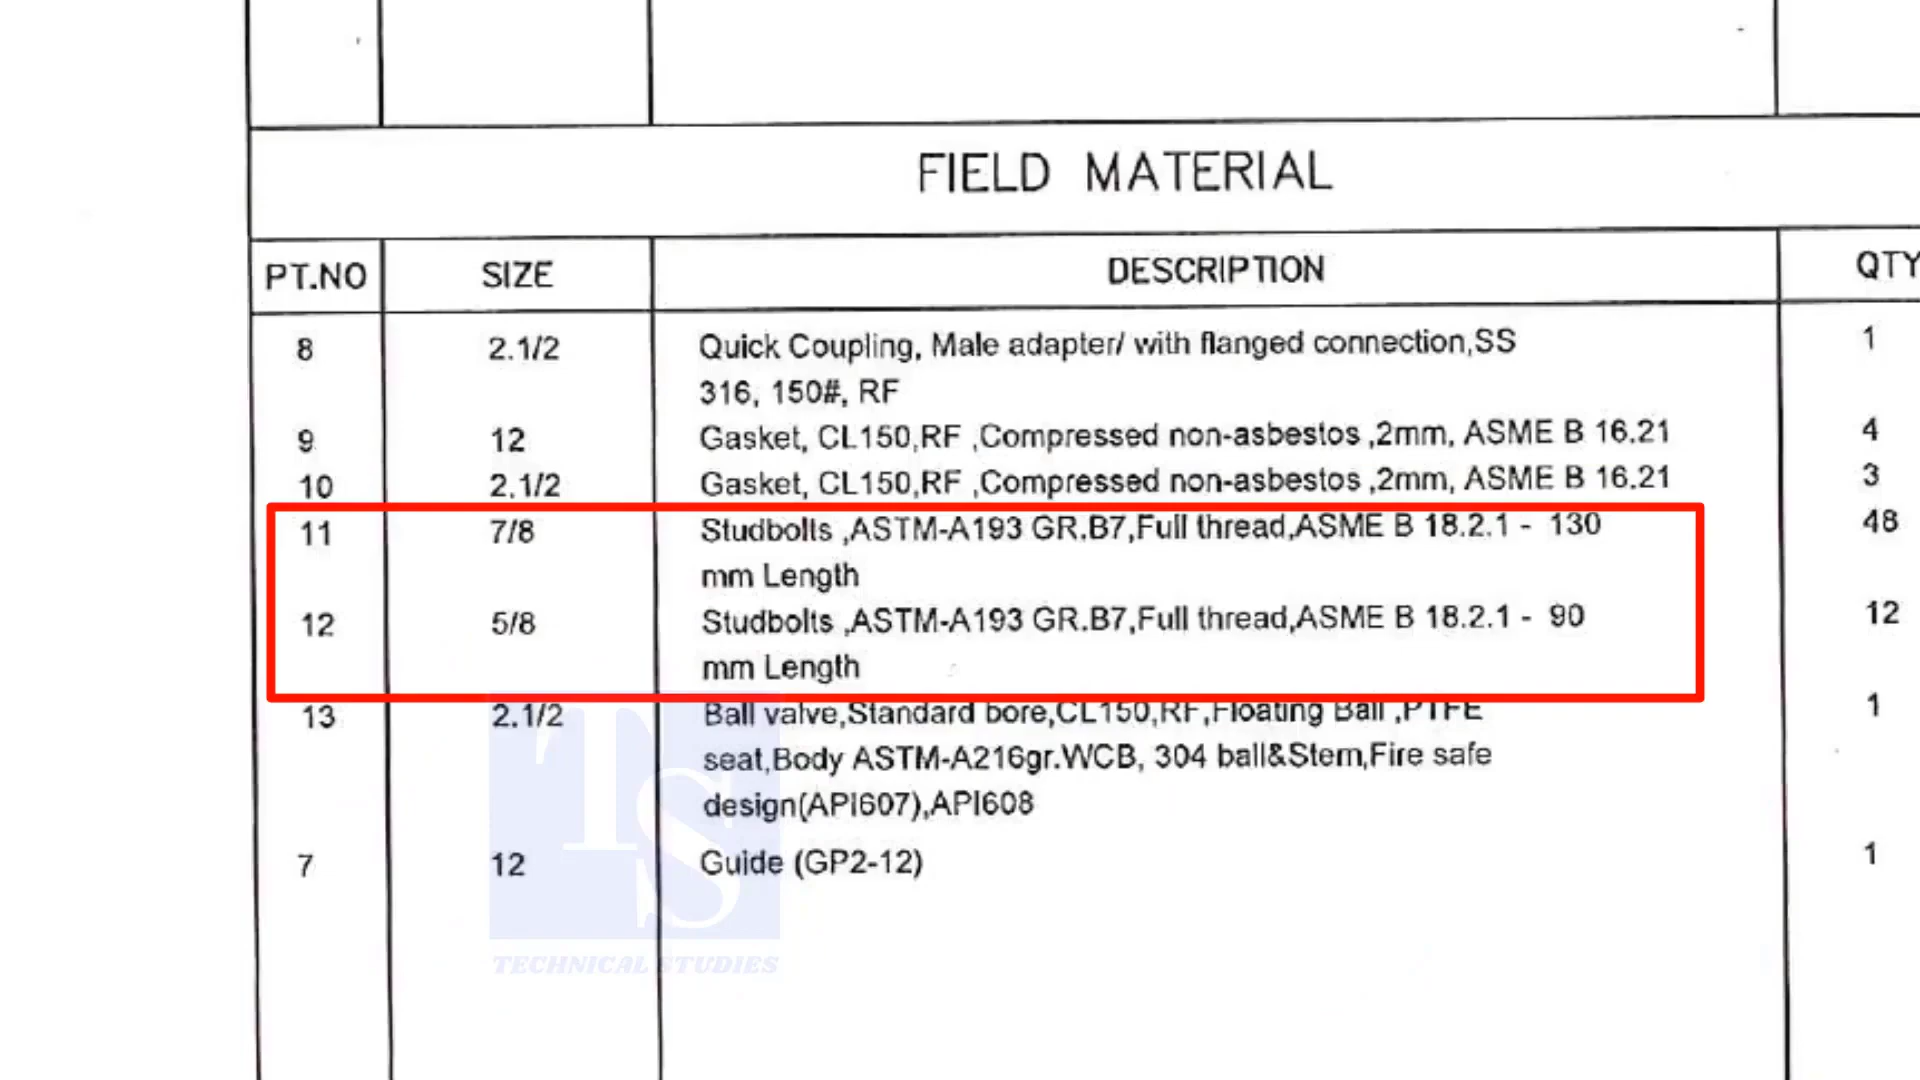 FIELD MATERIAL
PT.NO SIZE DESCRIPTION QTY
8 2.1/2 Quick Coupling, Male adapter/ with flanged connection,SS 1
316, 150#, RF
9 12 Gasket, CL150,RF ,Compressed non-asbestos ,2mm, ASME B 16.21 4
10 2.1/2 Gasket, CL150,RF ,Compressed non-asbestos ,2mm, ASME B 16.21 3
11 7/8 Studbolts ,ASTM-A193 GR.B7,Full thread,ASME B 18.2.1 - 130 48
mm Length
12 5/8 Studbolts ,ASTM-A193 GR.B7,Full thread,ASME B 18.2.1 - 90 12
mm Length
13 2.1/2 Ball valve,Standard bore,CL150,RF,Floating Ball ,PTFE 1
seat,Body ASTM-A216gr.WCB, 304 ball&Stem,Fire safe
design(API607),API608
7 12 Guide (GP2-12) 1
TS
TECHNICAL STUDIES